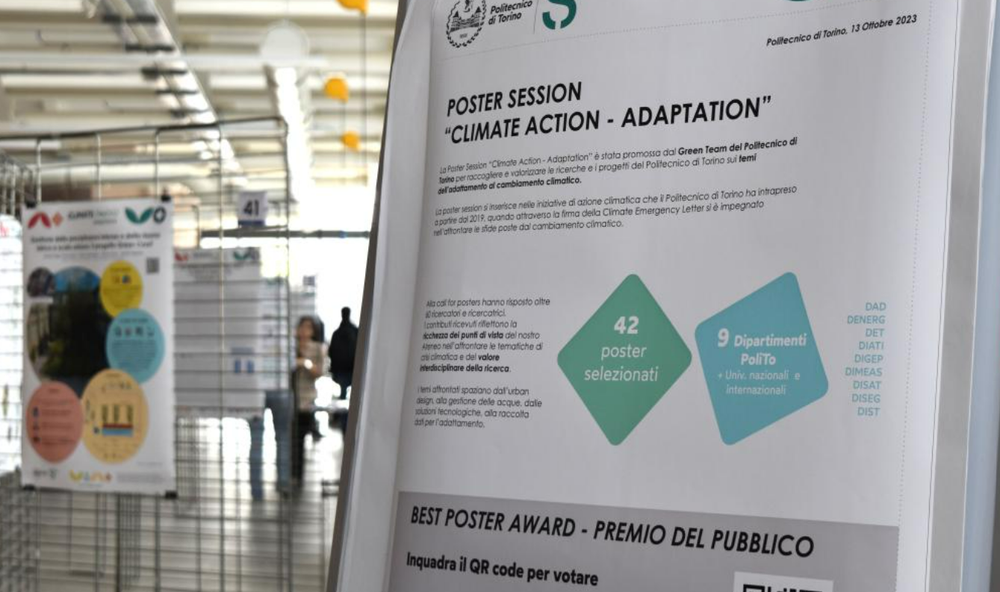 Politecnico
di Torino
S
Politecnico di Torino, 13 Ottobre 2023
POSTER SESSION
"CLIMATE ACTION - ADAPTATION"
La Poster Session "Climate Action - Adaptation" è stata promossa dal Green Team del Politecnico di
Torino per raccogliere e valorizzare le ricerche e i progetti del Politecnico di Torino sui temi
dell'adattamento al cambiamento climatico.
La poster session si inserisce nelle iniziative di azione climatica che il Politecnico di Torino ha intrapreso
a partire dal 2019, quando attraverso la firma della Climate Emergency Letter si è impegnato
nell'affrontare le sfide poste dal cambiamento climatico.
Alla call for posters hanno risposto oltre
60 ricercatori e ricercatrici.
I contributi ricevuti riflettono la
ricchezza dei punti di vista del nostro
Ateneo nell'affrontare le tematiche di
crisi climatica e del valore
interdisciplinare della ricerca.
I temi affrontati spaziano dall'urban
design, alla gestione delle acque, dalle
soluzioni tecnologiche, alla raccolta
dati per l'adattamento.
42
poster
selezionati
9 Dipartimenti
PoliTo
+ Univ. nazionali e
internazionali
DAD
DENERG
DET
DIATI
DIGEP
DIMEAS
DISAT
DISEG
DIST
BEST POSTER AWARD - PREMIO DEL PUBBLICO
Inquadra il QR code per votare
41